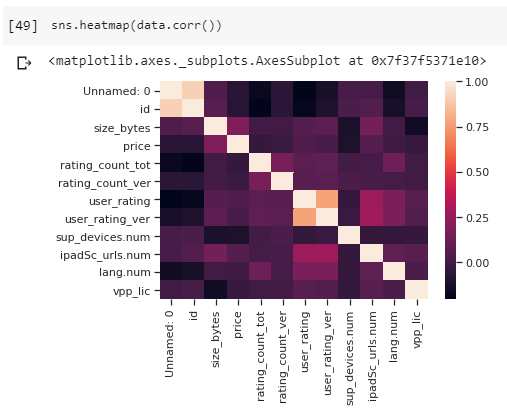 [49] sns.heatmap(data.corr())
<matplotlib.axes._subplots.AxesSubplot at 0x7f37f5371e10>
Unnamed: 0
id
size_bytes
price
rating_count_tot
rating_count_ver
user_rating
user_rating_ver
sup_devices.num
ipadSc_urls.num
lang.num
vpp_lic
1.00
0.75
0.50
0.25
0.00
Unnamed: 0
id
size_bytes
price
rating_count_tot
rating_count_ver
user_rating
user_rating_ver
sup_devices.num
ipadSc_urls.num
lang.num
vpp_lic